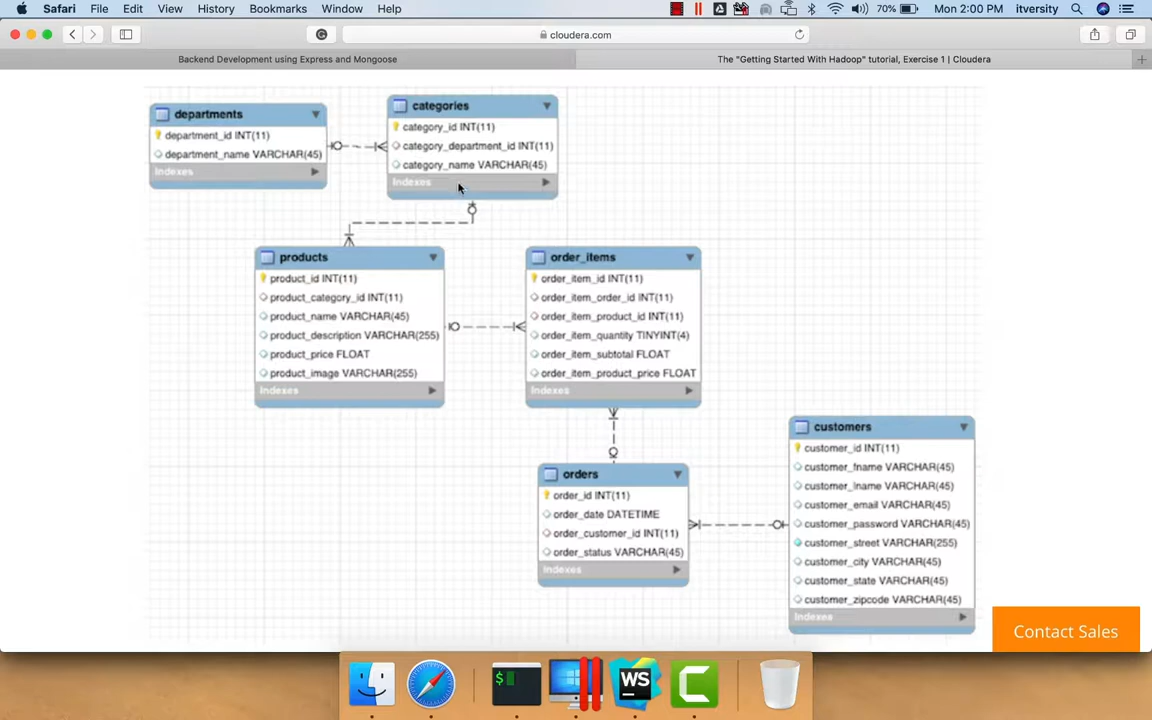 Safari File Edit View History Bookmarks Window Help 70% Mon 2:00 PM itversity
cloudera.com
Backend Development using Express and Mongoose
The "Getting Started With Hadoop" tutorial, Exercise 1 | Cloudera
departments
department_id INT(11)
department_name VARCHAR(45)
Indexes
categories
category_id INT(11)
category_department_id INT(11)
category_name VARCHAR(45)
Indexes
products
product_id INT(11)
product_category_id INT(11)
product_name VARCHAR(45)
product_description VARCHAR(255)
product_price FLOAT
product_image VARCHAR(255)
Indexes
order_items
order_item_id INT(11)
order_item_order_id INT(11)
order_item_product_id INT(11)
order_item_quantity TINYINT(4)
order_item_subtotal FLOAT
order_item_product_price FLOAT
Indexes
orders
order_id INT(11)
order_date DATETIME
order_customer_id INT(11)
order_status VARCHAR(45)
Indexes
customers
customer_id INT(11)
customer_fname VARCHAR(45)
customer_lname VARCHAR(45)
customer_email VARCHAR(45)
customer_password VARCHAR(45)
customer_street VARCHAR(255)
customer_city VARCHAR(45)
customer_state VARCHAR(45)
customer_zipcode VARCHAR(45)
Indexes
Contact Sales
$
WS
C